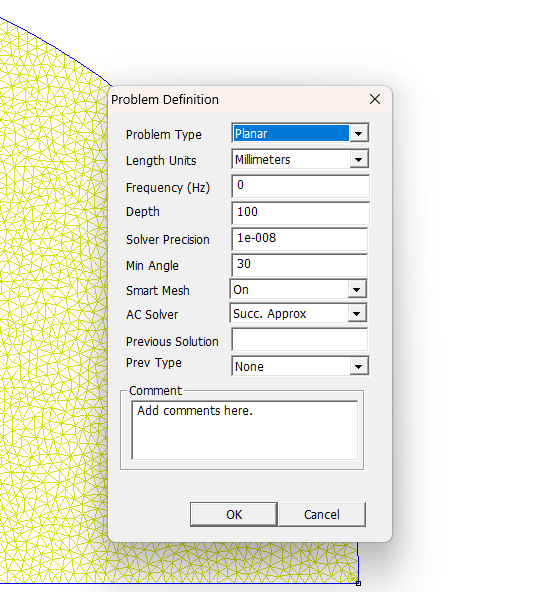 Problem Definition
Problem Type Planar
Length Units Millimeters
Frequency (Hz) 0
Depth 100
Solver Precision 1e-008
Min Angle 30
Smart Mesh On
AC Solver Succ. Approx
Previous Solution
Prev Type None
Comment
Add comments here.
OK Cancel